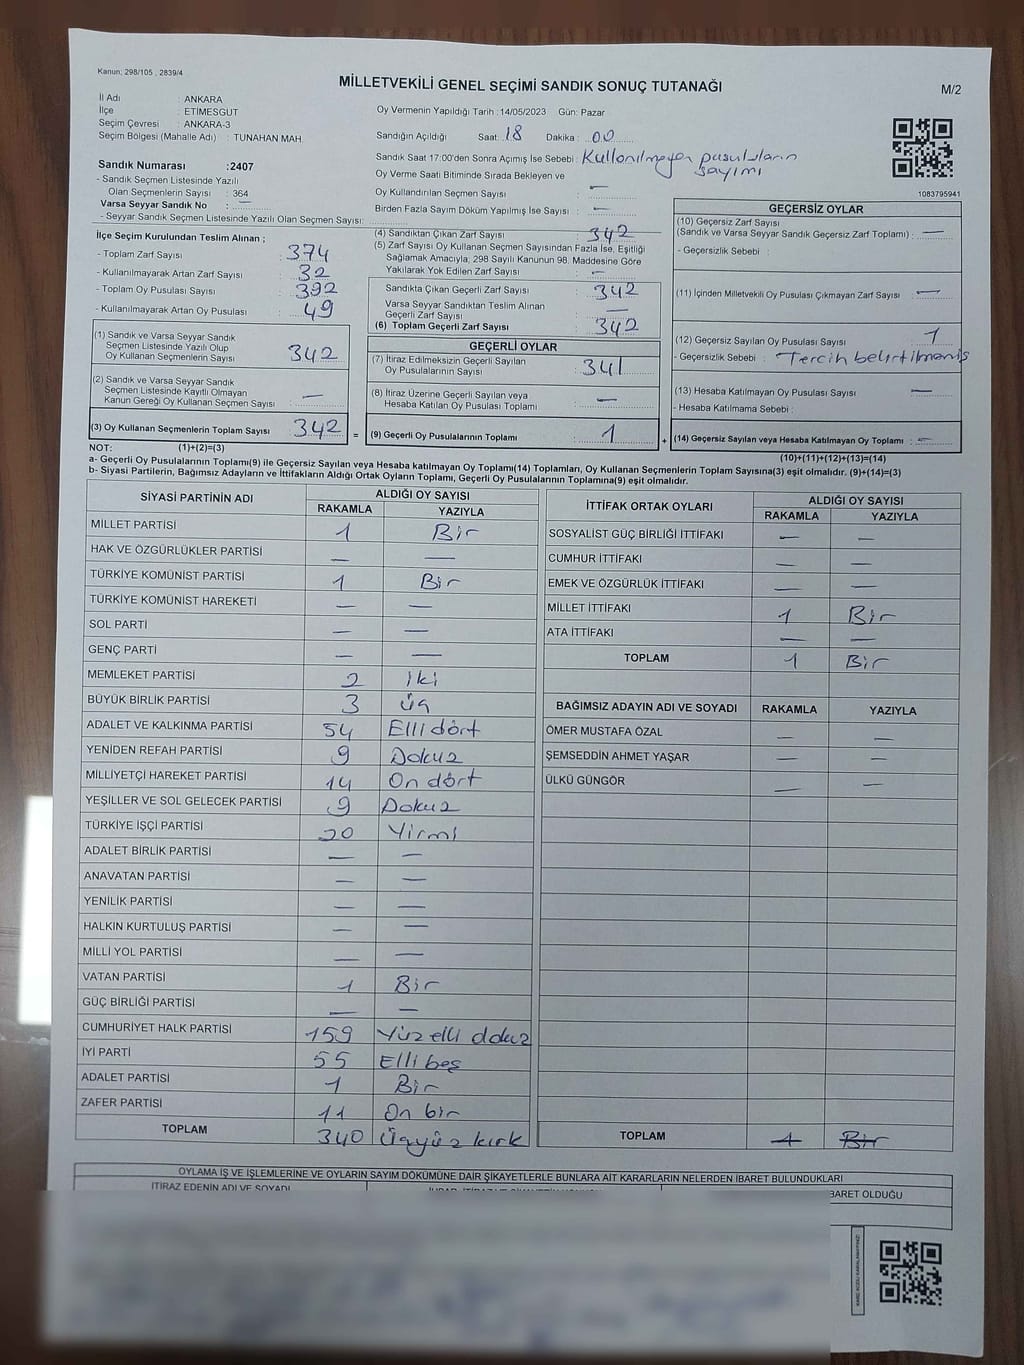 Kanun; 298/105 , 2839/4
MİLLETVEKİLİ GENEL SEÇİMİ SANDIK SONUÇ TUTANAĞI
M/2
İl Adı : ANKARA
İlçe : ETİMESGUT
Seçim Çevresi : ANKARA-3
Seçim Bölgesi (Mahalle Adı) : TUNAHAN MAH.
Oy Vermenin Yapıldığı Tarih : 14/05/2023 Gün: Pazar
Sandığın Açıldığı Saat: 18 Dakika : 00
Sandık Saat 17:00'den Sonra Açımış İse Sebebi : Kullanılmayan pusulaların
sayımı
Oy Verme Saati Bitiminde Sırada Bekleyen ve
Oy Kullandırılan Seçmen Sayısı : —
Birden Fazla Sayım Döküm Yapılmış İse Sayısı : —
1083795941
Sandık Numarası :2407
- Sandık Seçmen Listesinde Yazılı
Olan Seçmenlerin Sayısı : 364
Varsa Seyyar Sandık No : —
- Seyyar Sandık Seçmen Listesinde Yazılı Olan Seçmen Sayısı:
İlçe Seçim Kurulundan Teslim Alınan ;
- Toplam Zarf Sayısı : 374
- Kullanılmayarak Artan Zarf Sayısı : 32
- Toplam Oy Pusulası Sayısı : 392
- Kullanılmayarak Artan Oy Pusulası : 49
(1) Sandık ve Varsa Seyyar Sandık
Seçmen Listesinde Yazılı Olup
Oy Kullanan Seçmenlerin Sayısı : 342
(2) Sandık ve Varsa Seyyar Sandık
Seçmen Listesinde Kayıtlı Olmayan
Kanun Gereği Oy Kullanan Seçmen Sayısı : —
(3) Oy Kullanan Seçmenlerin Toplam Sayısı : 342 =
(4) Sandıktan Çıkan Zarf Sayısı : 342
(5) Zarf Sayısı Oy Kullanan Seçmen Sayısından Fazla İse, Eşitliği
Sağlamak Amacıyla; 298 Sayılı Kanunun 98. Maddesine Göre
Yakılarak Yok Edilen Zarf Sayısı : —
Sandıkta Çıkan Geçerli Zarf Sayısı : 342
Varsa Seyyar Sandıktan Teslim Alınan
Geçerli Zarf Sayısı : —
(6) Toplam Geçerli Zarf Sayısı : 342
GEÇERLİ OYLAR
(7) İtiraz Edilmeksizin Geçerli Sayılan
Oy Pusulalarının Sayısı : 341
(8) İtiraz Üzerine Geçerli Sayılan veya
Hesaba Katılan Oy Pusulası Toplamı : —
(9) Geçerli Oy Pusulalarının Toplamı : 1 +
GEÇERSİZ OYLAR
(10) Geçersiz Zarf Sayısı
(Sandık ve Varsa Seyyar Sandık Geçersiz Zarf Toplamı) : —
- Geçersizlik Sebebi :
(11) İçinden Milletvekili Oy Pusulası Çıkmayan Zarf Sayısı : —
(12) Geçersiz Sayılan Oy Pusulası Sayısı : 1
- Geçersizlik Sebebi : Tercih belirtilmemiş
(13) Hesaba Katılmayan Oy Pusulası Sayısı : —
- Hesaba Katılmama Sebebi :
(14) Geçersiz Sayılan veya Hesaba Katılmayan Oy Toplamı : —
NOT: (1)+(2)=(3) (10)+(11)+(12)+(13)=(14)
a- Geçerli Oy Pusulalarının Toplamı(9) ile Geçersiz Sayılan veya Hesaba katılmayan Oy Toplamı(14) Toplamları, Oy Kullanan Seçmenlerin Toplam Sayısına(3) eşit olmalıdır. (9)+(14)=(3)
b- Siyasi Partilerin, Bağımsız Adayların ve İttifakların Aldığı Ortak Oyların Toplamı, Geçerli Oy Pusulalarının Toplamına(9) eşit olmalıdır.
SİYASİ PARTİNİN ADI ALDIĞI OY SAYISI
RAKAMLA YAZIYLA
MİLLET PARTİSİ 1 Bir
HAK VE ÖZGÜRLÜKLER PARTİSİ — —
TÜRKİYE KOMÜNİST PARTİSİ 1 Bir
TÜRKİYE KOMÜNİST HAREKETİ — —
SOL PARTİ — —
GENÇ PARTİ — —
MEMLEKET PARTİSİ 2 İki
BÜYÜK BİRLİK PARTİSİ 3 Üç
ADALET VE KALKINMA PARTİSİ 54 Elli dört
YENİDEN REFAH PARTİSİ 9 Dokuz
MİLLİYETÇİ HAREKET PARTİSİ 14 On dört
YEŞİLLER VE SOL GELECEK PARTİSİ 9 Dokuz
TÜRKİYE İŞÇİ PARTİSİ 20 Yirmi
ADALET BİRLİK PARTİSİ — —
ANAVATAN PARTİSİ — —
YENİLİK PARTİSİ — —
HALKIN KURTULUŞ PARTİSİ — —
MİLLİ YOL PARTİSİ — —
VATAN PARTİSİ 1 Bir
GÜÇ BİRLİĞİ PARTİSİ — —
CUMHURİYET HALK PARTİSİ 159 Yüz elli dokuz
İYİ PARTİ 55 Elli beş
ADALET PARTİSİ 1 Bir
ZAFER PARTİSİ 11 On bir
TOPLAM 340 Üçyüz kırk
İTTİFAK ORTAK OYLARI ALDIĞI OY SAYISI
RAKAMLA YAZIYLA
SOSYALİST GÜÇ BİRLİĞİ İTTİFAKI — —
CUMHUR İTTİFAKI — —
EMEK VE ÖZGÜRLÜK İTTİFAKI — —
MİLLET İTTİFAKI 1 Bir
ATA İTTİFAKI — —
TOPLAM 1 Bir
BAĞIMSIZ ADAYIN ADI VE SOYADI RAKAMLA YAZIYLA
ÖMER MUSTAFA ÖZAL — —
ŞEMSEDDİN AHMET YAŞAR — —
ÜLKÜ GÜNGÖR — —
TOPLAM 1 Bir
OYLAMA İŞ VE İŞLEMLERİNE VE OYLARIN SAYIM DÖKÜMÜNE DAİR ŞİKAYETLERLE BUNLARA AİT KARARLARIN NELERDEN İBARET BULUNDUKLARI
İTİRAZ EDENİN ADI VE SOYADI
BARET OLDUĞU